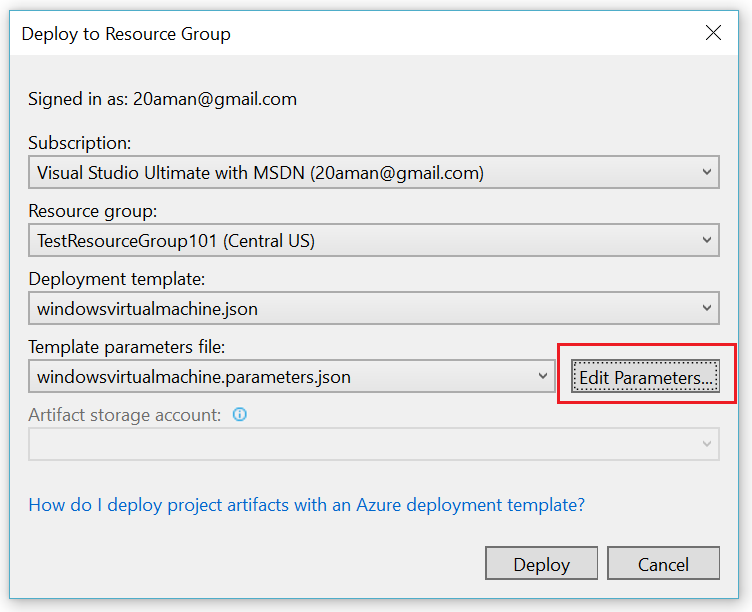 Deploy to Resource Group
Signed in as: 20aman@gmail.com
Subscription:
Visual Studio Ultimate with MSDN (20aman@gmail.com)
Resource group:
TestResourceGroup101 (Central US)
Deployment template:
windowsvirtualmachine.json
Template parameters file:
windowsvirtualmachine.parameters.json
Edit Parameters...
Artifact storage account:
How do I deploy project artifacts with an Azure deployment template?
Deploy
Cancel